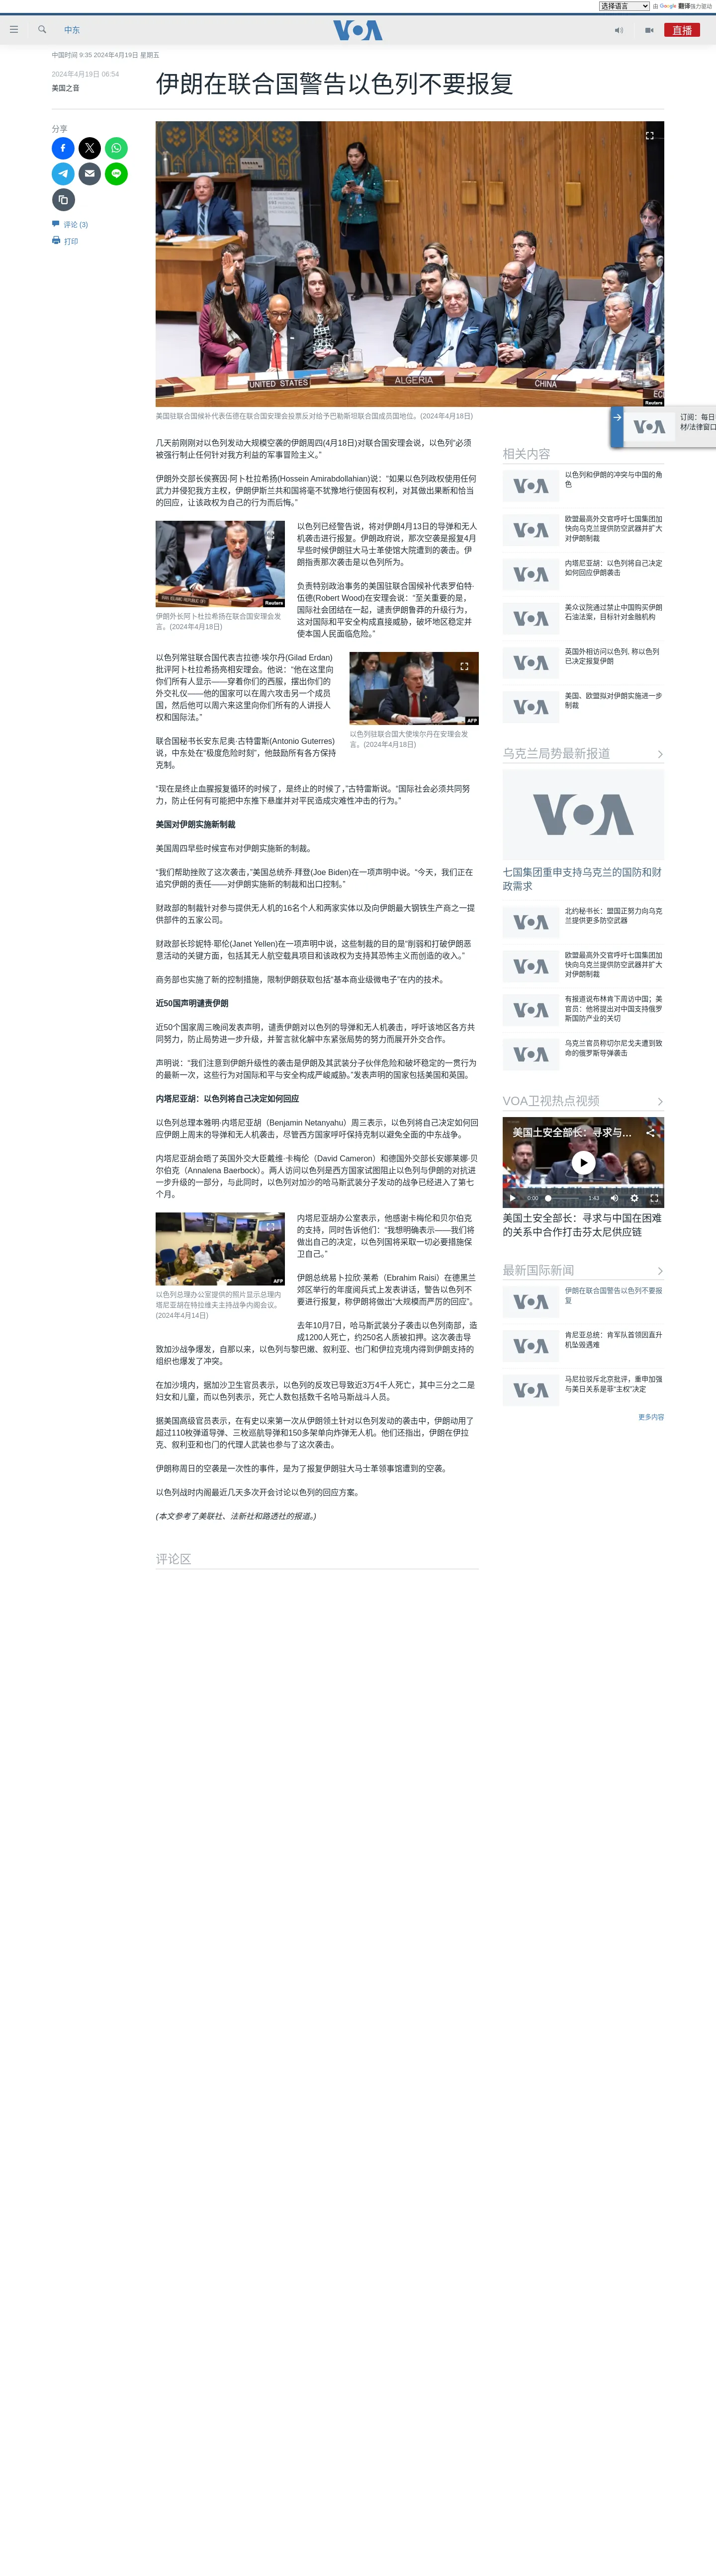 选择语言 由 Google 翻译强力驱动
中东
VOA
直播
中国时间 9:35 2024年4月19日 星期五
2024年4月19日 06:54
美国之音
伊朗在联合国警告以色列不要报复
分享
评论 (3)
打印
UNITED STATES
ALGERIA
CHINA
EC
Reuters
美国驻联合国候补代表伍德在联合国安理会投票反对给予巴勒斯坦联合国成员国地位。(2024年4月18日)
订阅：每日
材/法律窗口
几天前刚刚对以色列发动大规模空袭的伊朗周四(4月18日)对联合国安理会说，以色列“必须
被强行制止任何针对我方利益的军事冒险主义。”
伊朗外交部长侯赛因·阿卜杜拉希扬(Hossein Amirabdollahian)说：“如果以色列政权使用任何
武力并侵犯我方主权，伊朗伊斯兰共和国将毫不犹豫地行使固有权利，对其做出果断和恰当
的回应，让该政权为自己的行为而后悔。”
Reuters
伊朗外长阿卜杜拉希扬在联合国安理会发
言。(2024年4月18日)
以色列已经警告说，将对伊朗4月13日的导弹和无人
机袭击进行报复。伊朗政府说，那次空袭是报复4月
早些时候伊朗驻大马士革使馆大院遭到的袭击。伊
朗指责那次袭击是以色列所为。
负责特别政治事务的美国驻联合国候补代表罗伯特·
伍德(Robert Wood)在安理会说：“至关重要的是，
国际社会团结在一起，谴责伊朗鲁莽的升级行为，
这对国际和平安全构成直接威胁，破坏地区稳定并
使本国人民面临危险。”
以色列常驻联合国代表吉拉德·埃尔丹(Gilad Erdan)
批评阿卜杜拉希扬亮相安理会。他说：“他在这里向
你们所有人显示——穿着你们的西服，摆出你们的
外交礼仪——他的国家可以在周六攻击另一个成员
国，然后他可以周六来这里向你们所有的人讲授人
权和国际法。”
AFP
以色列驻联合国大使埃尔丹在安理会发
言。(2024年4月18日)
联合国秘书长安东尼奥·古特雷斯(Antonio Guterres)
说，中东处在“极度危险时刻”，他鼓励所有各方保持
克制。
“现在是终止血腥报复循环的时候了，是终止的时候了，”古特雷斯说。“国际社会必须共同努
力，防止任何有可能把中东推下悬崖并对平民造成灾难性冲击的行为。”
美国对伊朗实施新制裁
美国周四早些时候宣布对伊朗实施新的制裁。
“我们帮助挫败了这次袭击，”美国总统乔·拜登(Joe Biden)在一项声明中说。“今天，我们正在
追究伊朗的责任——对伊朗实施新的制裁和出口控制。”
财政部的制裁针对参与提供无人机的16名个人和两家实体以及向伊朗最大钢铁生产商之一提
供部件的五家公司。
财政部长珍妮特·耶伦(Janet Yellen)在一项声明中说，这些制裁的目的是“削弱和打破伊朗恶
意活动的关键方面，包括其无人航空载具项目和该政权为支持其恐怖主义而创造的收入。”
商务部也实施了新的控制措施，限制伊朗获取包括“基本商业级微电子”在内的技术。
近50国声明谴责伊朗
近50个国家周三晚间发表声明，谴责伊朗对以色列的导弹和无人机袭击，呼吁该地区各方共
同努力，防止局势进一步升级，并誓言就化解中东紧张局势的努力而展开外交合作。
声明说：“我们注意到伊朗升级性的袭击是伊朗及其武装分子伙伴危险和破坏稳定的一贯行为
的最新一次，这些行为对国际和平与安全构成严峻威胁。”发表声明的国家包括美国和英国。
内塔尼亚胡：以色列将自己决定如何回应
以色列总理本雅明·内塔尼亚胡（Benjamin Netanyahu）周三表示，以色列将自己决定如何回
应伊朗上周末的导弹和无人机袭击，尽管西方国家呼吁保持克制以避免全面的中东战争。
内塔尼亚胡会晤了英国外交大臣戴维·卡梅伦（David Cameron）和德国外交部长安娜莱娜·贝
尔伯克（Annalena Baerbock）。两人访问以色列是西方国家试图阻止以色列与伊朗的对抗进
一步升级的一部分，与此同时，以色列对加沙的哈马斯武装分子发动的战争已经进入了第七
个月。
AFP
以色列总理办公室提供的照片显示总理内
塔尼亚胡在特拉维夫主持战争内阁会议。
(2024年4月14日)
内塔尼亚胡办公室表示，他感谢卡梅伦和贝尔伯克
的支持，同时告诉他们：“我想明确表示——我们将
做出自己的决定，以色列国将采取一切必要措施保
卫自己。”
伊朗总统易卜拉欣·莱希（Ebrahim Raisi）在德黑兰
郊区举行的年度阅兵式上发表讲话，警告以色列不
要进行报复，称伊朗将做出“大规模而严厉的回应”。
去年10月7日，哈马斯武装分子袭击以色列南部，造
成1200人死亡，约250名人质被扣押。这次袭击导
致加沙战争爆发，自那以来，以色列与黎巴嫩、叙利亚、也门和伊拉克境内得到伊朗支持的
组织也爆发了冲突。
在加沙境内，据加沙卫生官员表示，以色列的反攻已导致近3万4千人死亡，其中三分之二是
妇女和儿童，而以色列表示，死亡人数包括数千名哈马斯战斗人员。
据美国高级官员表示，在有史以来第一次从伊朗领土针对以色列发动的袭击中，伊朗动用了
超过110枚弹道导弹、三枚巡航导弹和150多架单向炸弹无人机。他们还指出，伊朗在伊拉
克、叙利亚和也门的代理人武装也参与了这次袭击。
伊朗称周日的空袭是一次性的事件，是为了报复伊朗驻大马士革领事馆遭到的空袭。
以色列战时内阁最近几天多次开会讨论以色列的回应方案。
(本文参考了美联社、法新社和路透社的报道。)
评论区
相关内容
以色列和伊朗的冲突与中国的角
色
欧盟最高外交官呼吁七国集团加
快向乌克兰提供防空武器并扩大
对伊朗制裁
内塔尼亚胡：以色列将自己决定
如何回应伊朗袭击
美众议院通过禁止中国购买伊朗
石油法案，目标针对金融机构
英国外相访问以色列, 称以色列
已决定报复伊朗
美国、欧盟拟对伊朗实施进一步
制裁
乌克兰局势最新报道
VOA
七国集团重申支持乌克兰的国防和财
政需求
北约秘书长：盟国正努力向乌克
兰提供更多防空武器
欧盟最高外交官呼吁七国集团加
快向乌克兰提供防空武器并扩大
对伊朗制裁
有报道说布林肯下周访中国；美
官员：他将提出对中国支持俄罗
斯国防产业的关切
乌克兰官员称切尔尼戈夫遭到致
命的俄罗斯导弹袭击
VOA卫视热点视频
美国土安全部长：寻求与...
0:00 1:43
美国土安全部长：寻求与中国在困难
的关系中合作打击芬太尼供应链
最新国际新闻
伊朗在联合国警告以色列不要报
复
肯尼亚总统：肯军队首领因直升
机坠毁遇难
马尼拉驳斥北京批评，重申加强
与美日关系是菲“主权”决定
更多内容